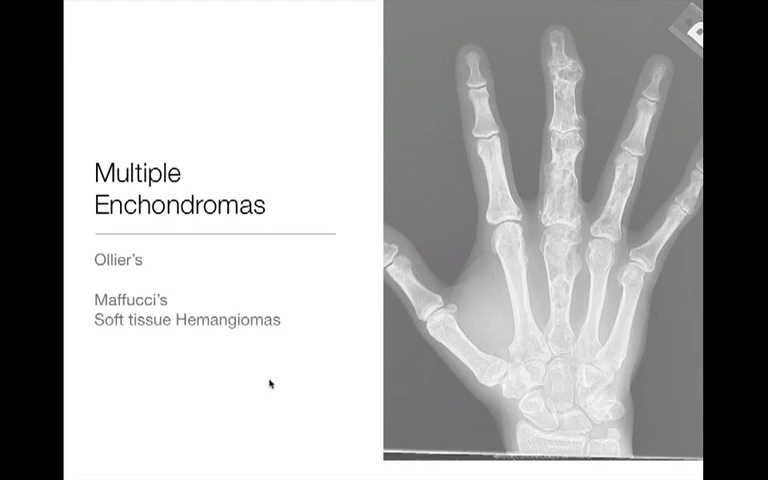 Multiple
Enchondromas
Ollier's
Maffucci's
Soft tissue Hemangiomas